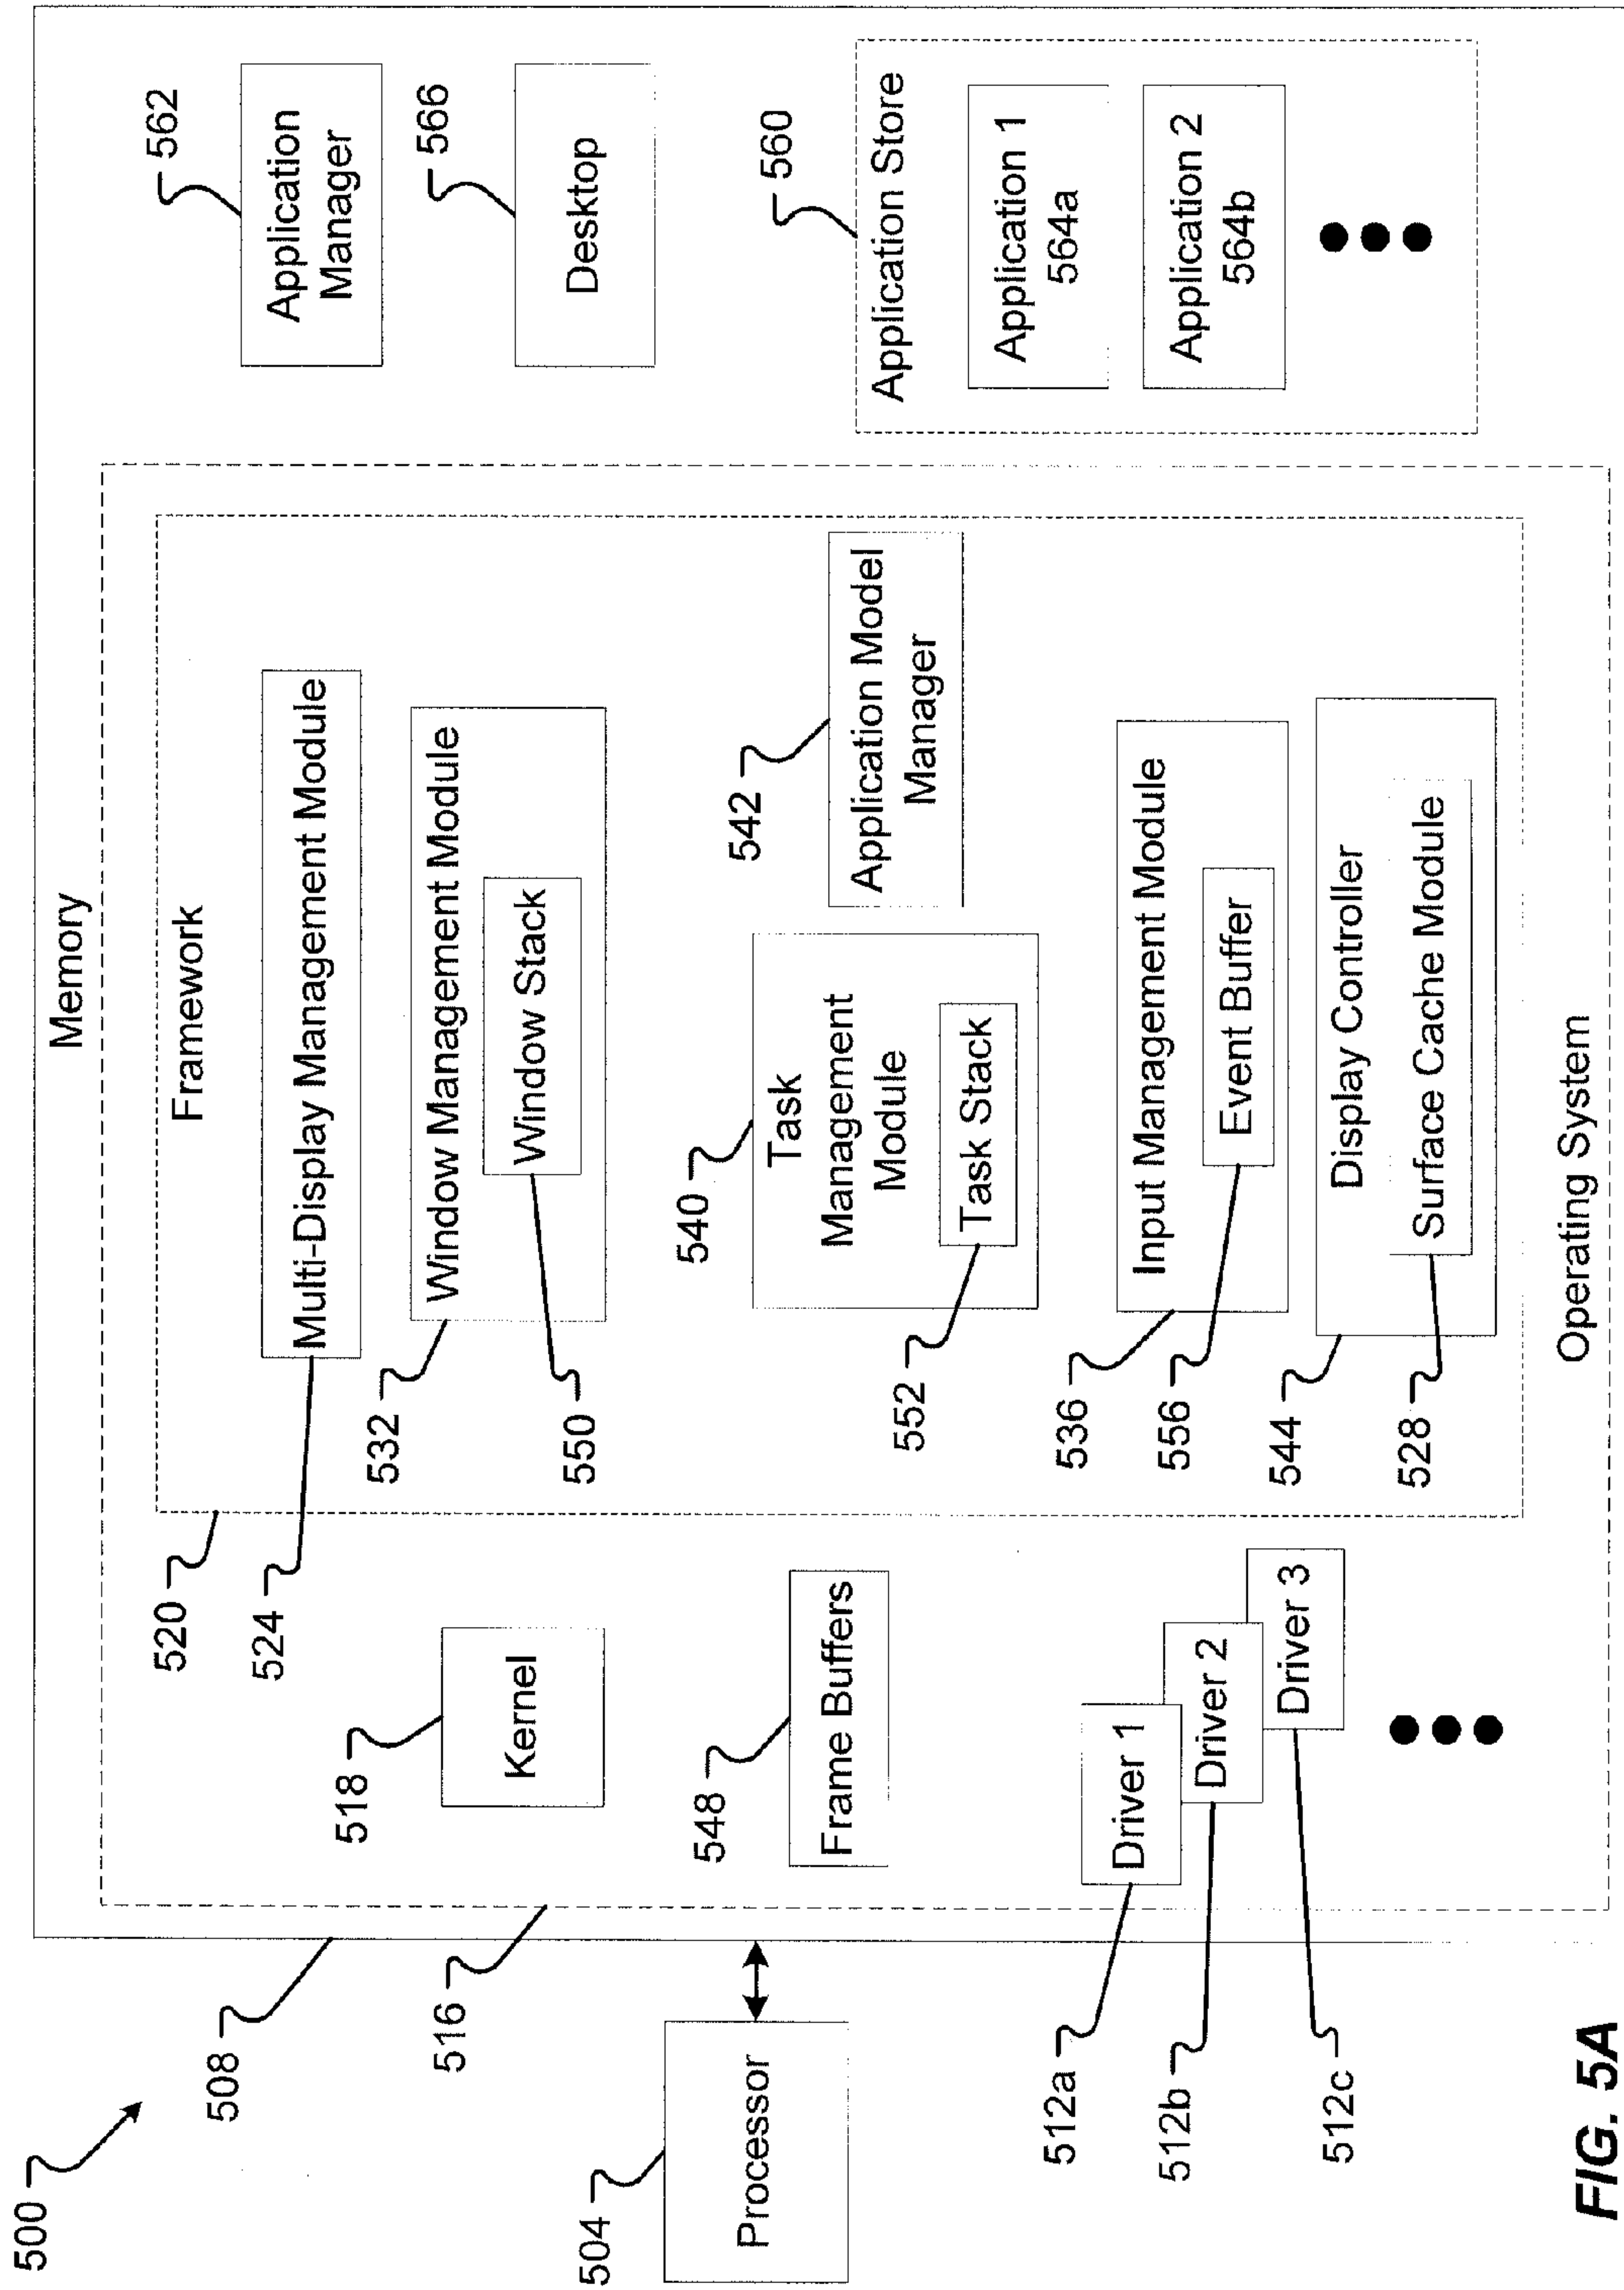 500
508
Memory
516
520
Framework
524
Multi-Display Management Module
532
Window Management Module
Window Stack
550
518
Kernel
548
Frame Buffers
540
Task
Management
Module
552
Task Stack
542
Application Model
Manager
536
Input Management Module
556
Event Buffer
544
Display Controller
528
Surface Cache Module
Operating System
504
Processor
512a
Driver 1
512b
Driver 2
512c
Driver 3
562
Application
Manager
566
Desktop
560
Application Store
Application 1
564a
Application 2
564b
FIG. 5A